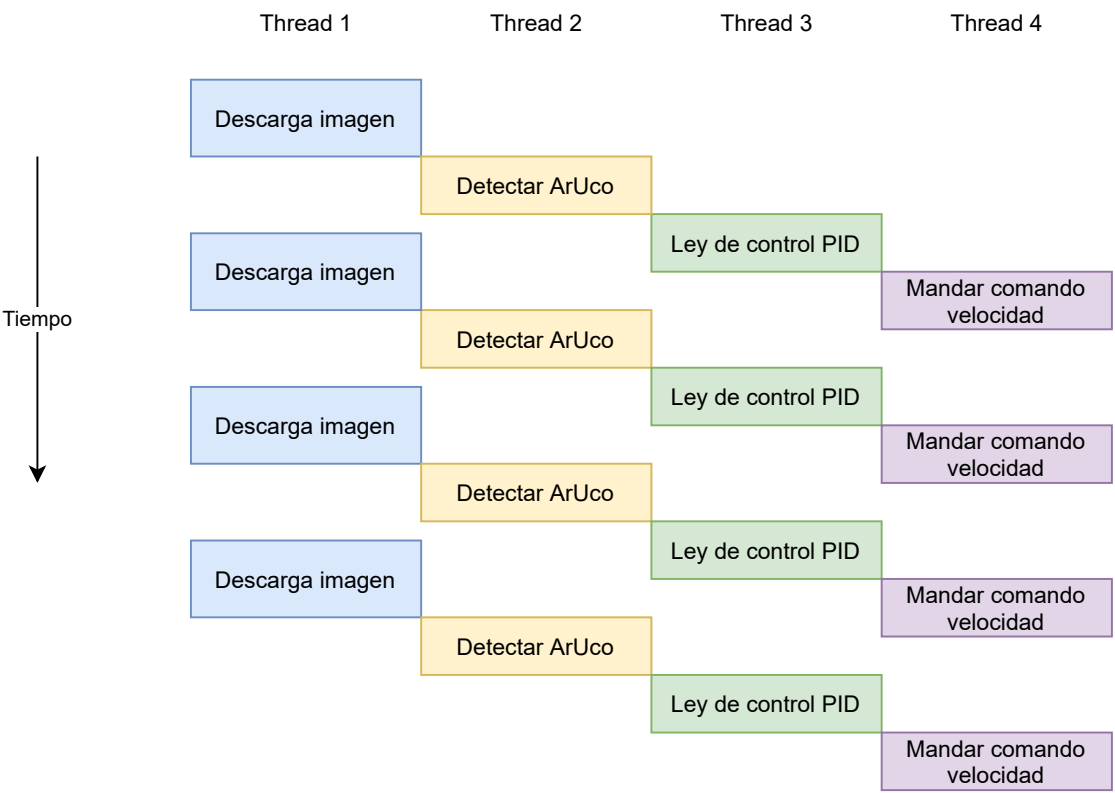 Thread 1
Thread 2
Thread 3
Thread 4
Descarga imagen
Detectar ArUco
Ley de control PID
Descarga imagen
Mandar comando
velocidad
Tiempo
Detectar ArUco
Ley de control PID
Descarga imagen
Mandar comando
velocidad
Detectar ArUco
Ley de control PID
Descarga imagen
Mandar comando
velocidad
Detectar ArUco
Ley de control PID
Mandar comando
velocidad